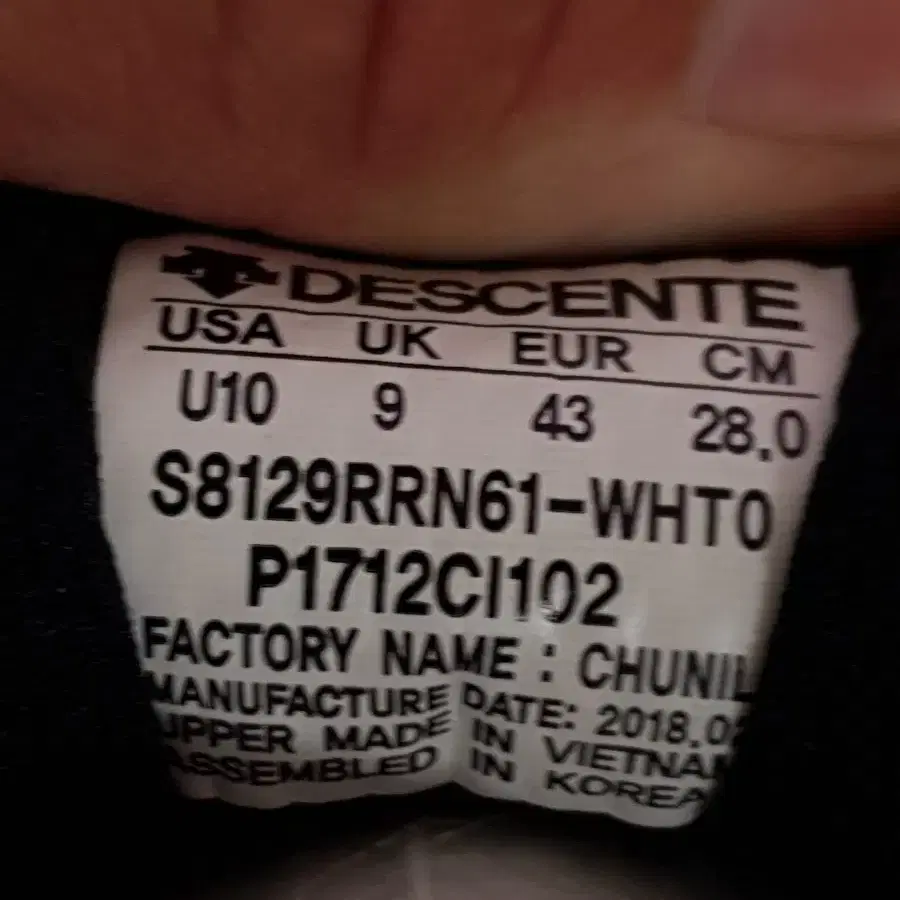 DESCENTE
USA UK EUR CM
U10 9 43 28.0
S8129RRN61-WHT0
P1712CI102
FACTORY NAME : CHUNIL
MANUFACTURE DATE: 2018.0
UPPER MADE IN VIETNAM
ASSEMBLED IN KOREA